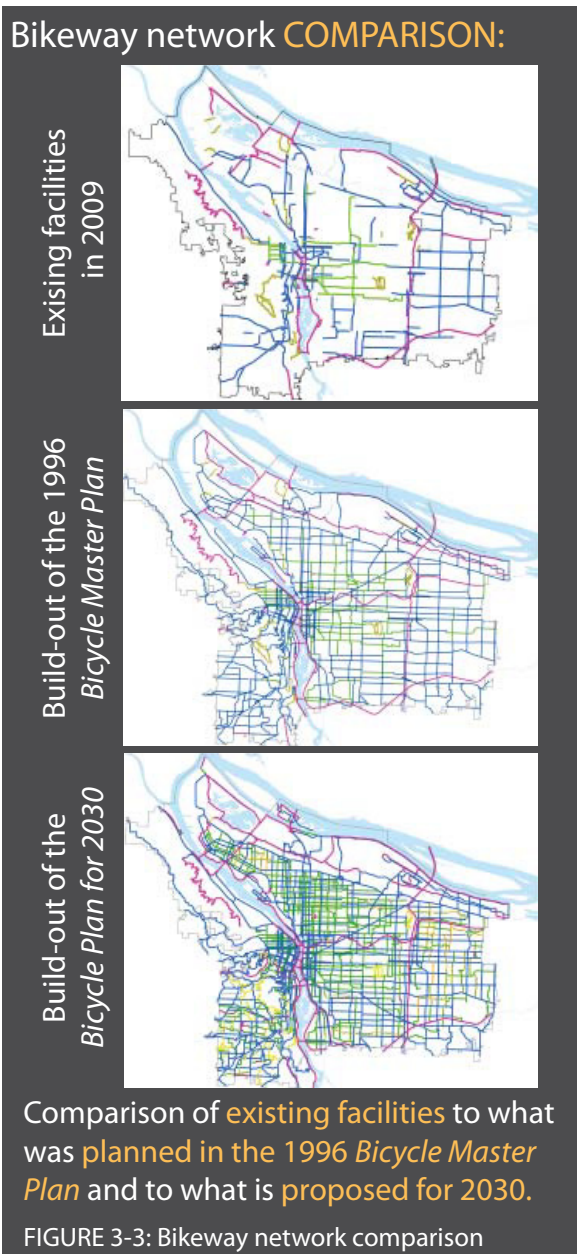 Bikeway network COMPARISON:
Exising facilities
in 2009
Build-out of the 1996
Bicycle Master Plan
Build-out of the
Bicycle Plan for 2030
Comparison of existing facilities to what
was planned in the 1996 Bicycle Master
Plan and to what is proposed for 2030.
FIGURE 3-3: Bikeway network comparison